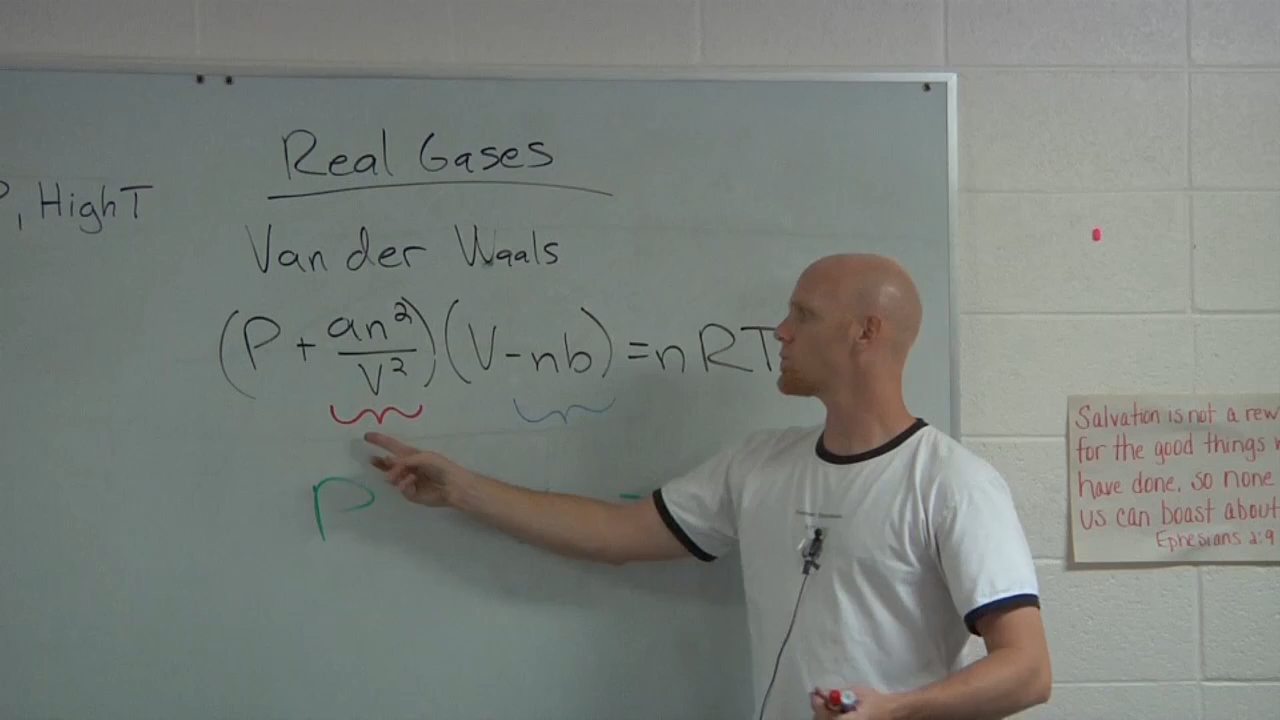 Real Gases
, High T
Van der Waals
(P + an²/V²)(V - nb) = nRT
P
Salvation is not a rew
for the good things
have done, so none
us can boast about
Ephesians 2:9